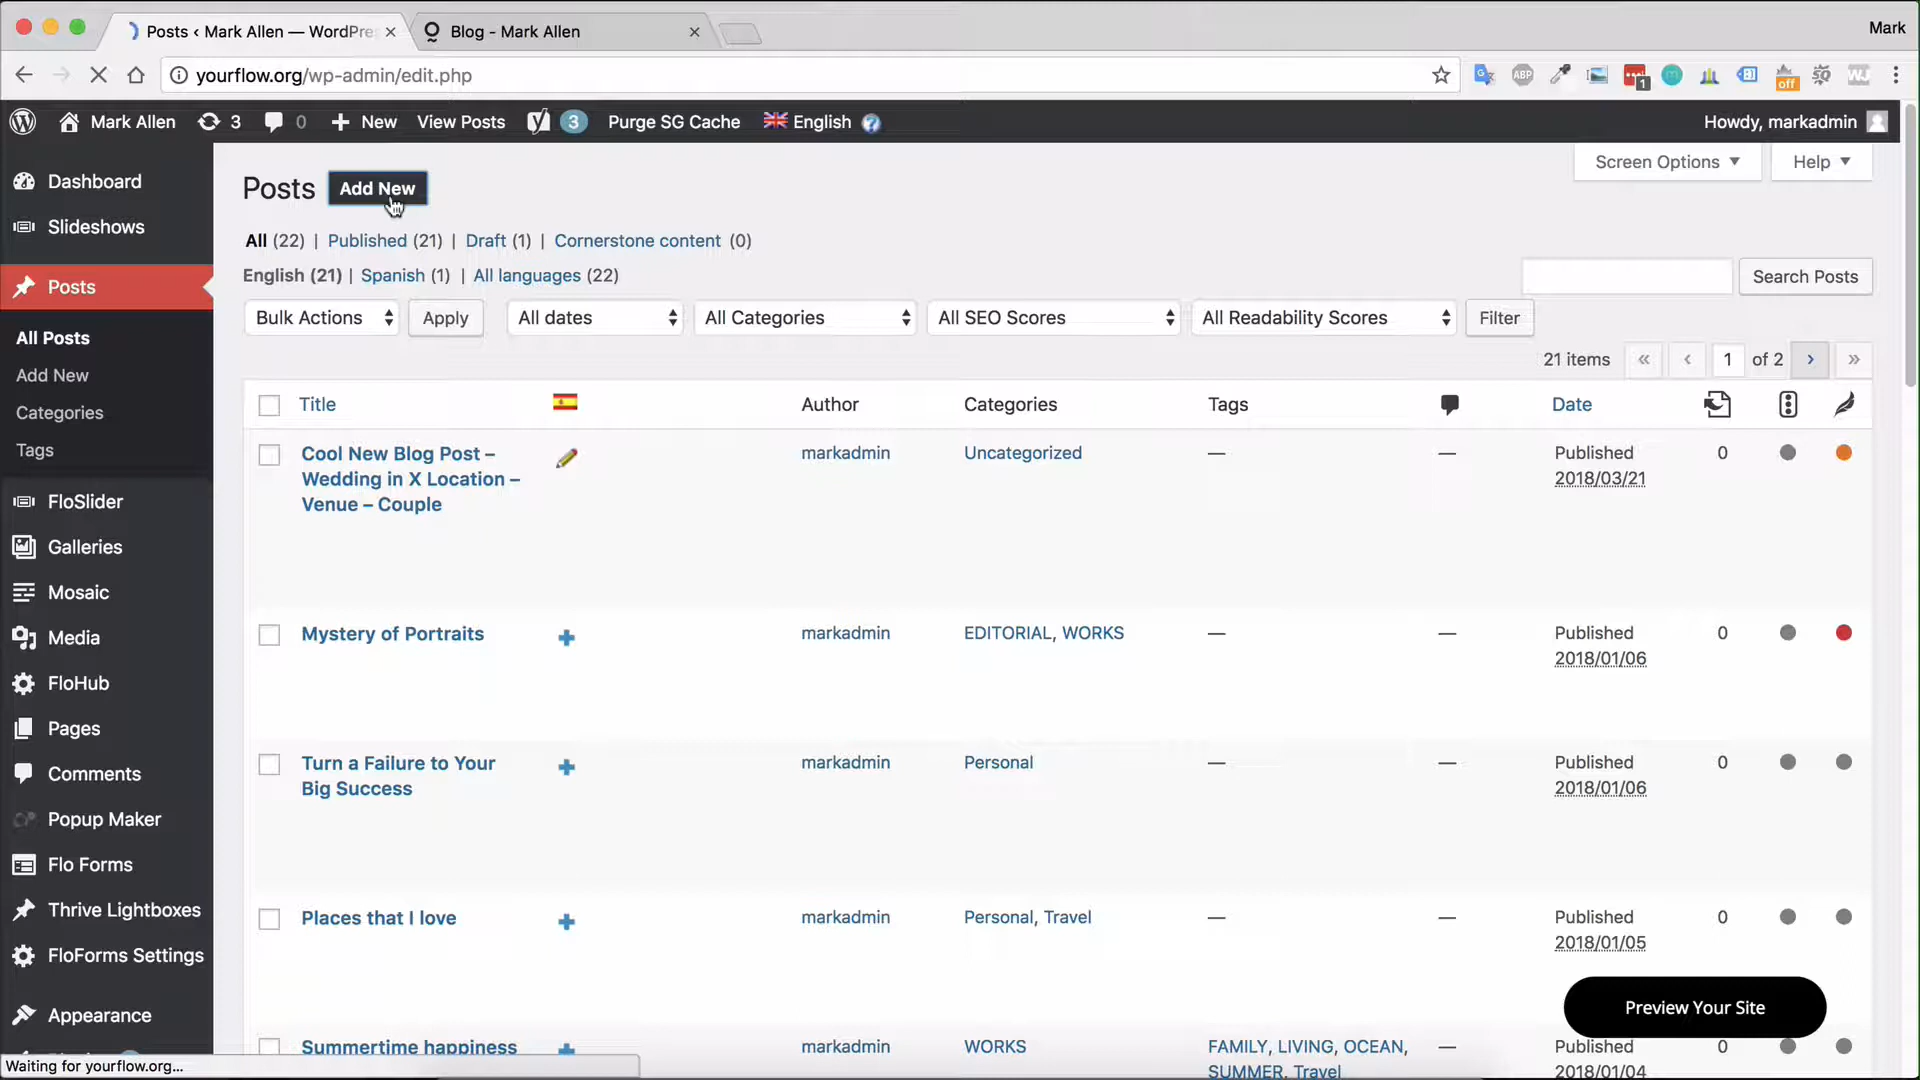 Posts ‹ Mark Allen — WordPre
Blog - Mark Allen
Mark
yourflow.org/wp-admin/edit.php
ABP
1
off
Mark Allen
3
0
New
View Posts
3
Purge SG Cache
English
Howdy, markadmin
Dashboard
Slideshows
Posts
All Posts
Add New
Categories
Tags
FloSlider
Galleries
Mosaic
Media
FloHub
Pages
Comments
Popup Maker
Flo Forms
Thrive Lightboxes
FloForms Settings
Appearance
Waiting for yourflow.org...
Posts Add New
Screen Options
Help
All (22) | Published (21) | Draft (1) | Cornerstone content (0)
English (21) | Spanish (1) | All languages (22)
Search Posts
Bulk Actions Apply All dates All Categories All SEO Scores All Readability Scores Filter
21 items « ‹ 1 of 2 › »
Title Author Categories Tags Date
Cool New Blog Post –
Wedding in X Location –
Venue – Couple
markadmin
Uncategorized
—
—
Published
2018/03/21
0
Mystery of Portraits
markadmin
EDITORIAL, WORKS
—
—
Published
2018/01/06
0
Turn a Failure to Your
Big Success
markadmin
Personal
—
—
Published
2018/01/06
0
Places that I love
markadmin
Personal, Travel
—
—
Published
2018/01/05
0
Preview Your Site
Summertime happiness
markadmin
WORKS
FAMILY, LIVING, OCEAN,
SUMMER, Travel
—
Published
2018/01/04
0